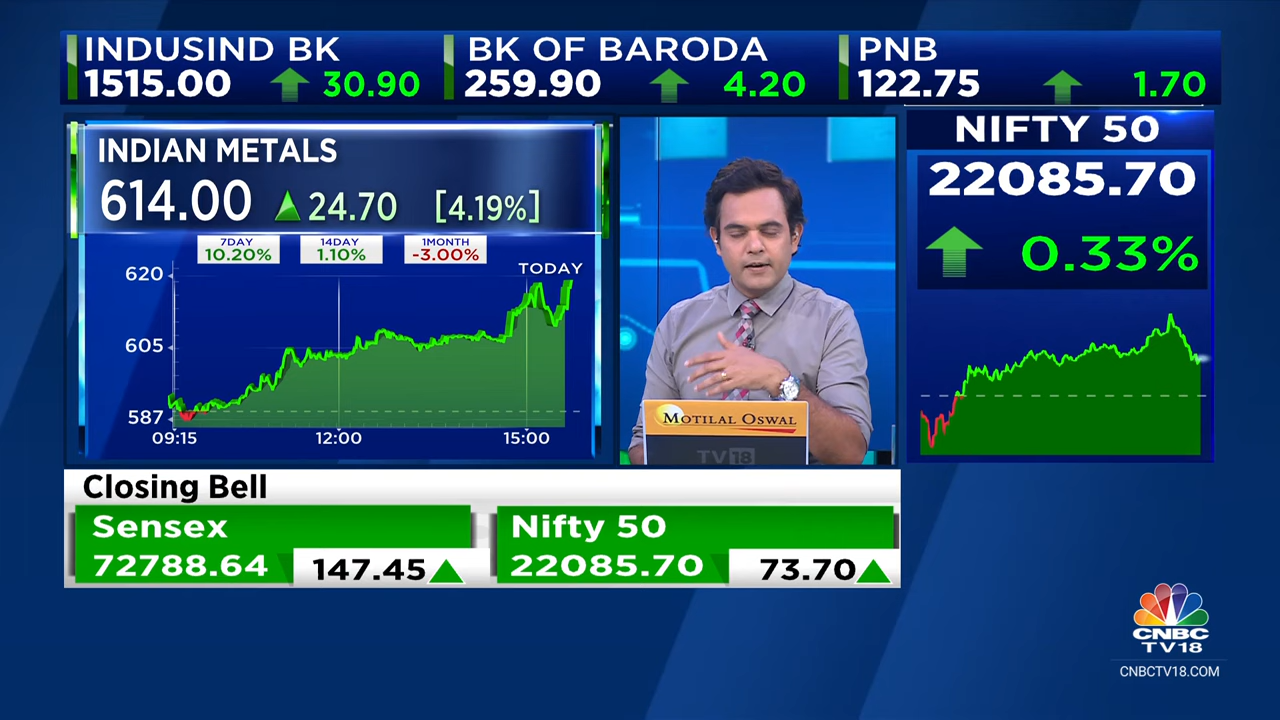 INDUSIND BK
1515.00 30.90
BK OF BARODA
259.90 4.20
PNB
122.75 1.70
INDIAN METALS
614.00 24.70 [4.19%]
7DAY
10.20%
14DAY
1.10%
1MONTH
-3.00%
TODAY
620
605
587
09:15 12:00 15:00
MOTILAL OSWAL
TV18
NIFTY 50
22085.70
0.33%
Closing Bell
Sensex
72788.64 147.45
Nifty 50
22085.70 73.70
CNBC
TV18
CNBCTV18.COM